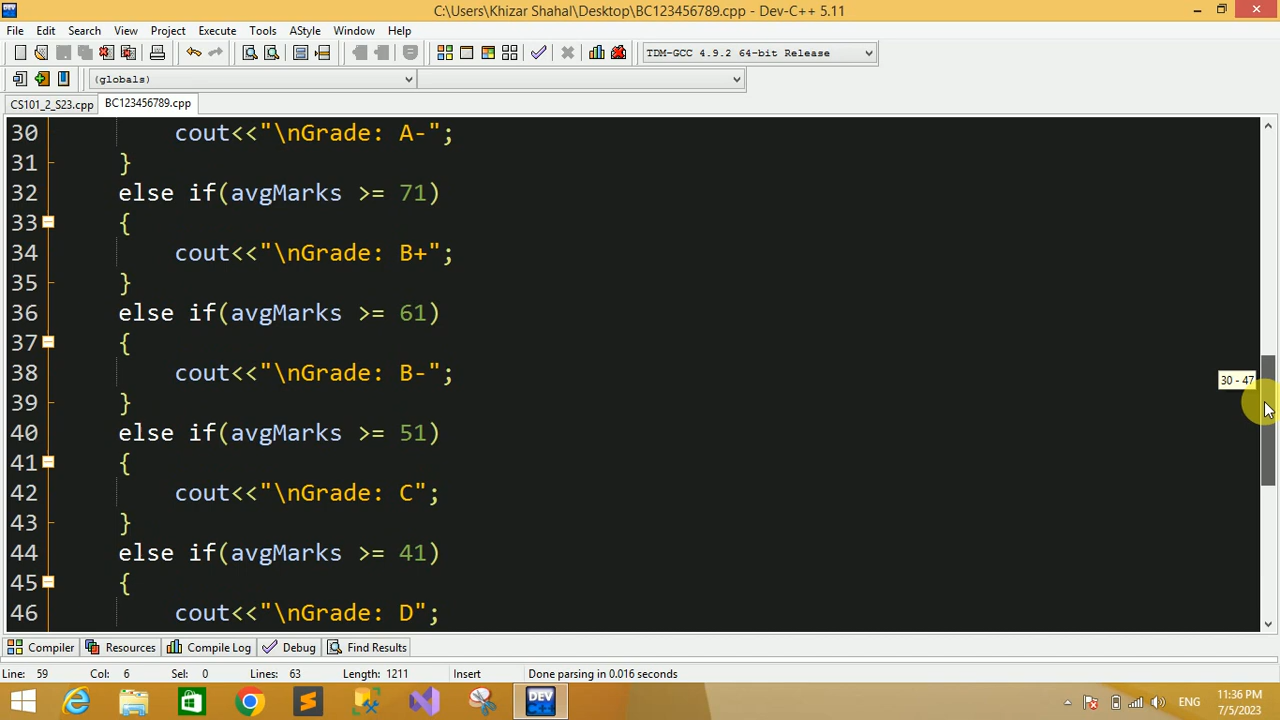 C:\Users\Khizar Shahal\Desktop\BC123456789.cpp - Dev-C++ 5.11
File Edit Search View Project Execute Tools AStyle Window Help
TDM-GCC 4.9.2 64-bit Release
(globals)
CS101_2_S23.cpp BC123456789.cpp
30 cout<<"\nGrade: A-";
31 }
32 else if(avgMarks >= 71)
33 {
34 cout<<"\nGrade: B+";
35 }
36 else if(avgMarks >= 61)
37 {
38 cout<<"\nGrade: B-";
39 }
40 else if(avgMarks >= 51)
41 {
42 cout<<"\nGrade: C";
43 }
44 else if(avgMarks >= 41)
45 {
46 cout<<"\nGrade: D";
30 - 47
Compiler Resources Compile Log Debug Find Results
Line: 59 Col: 6 Sel: 0 Lines: 63 Length: 1211 Insert Done parsing in 0.016 seconds
DEV C++
ENG
11:36 PM
7/5/2023